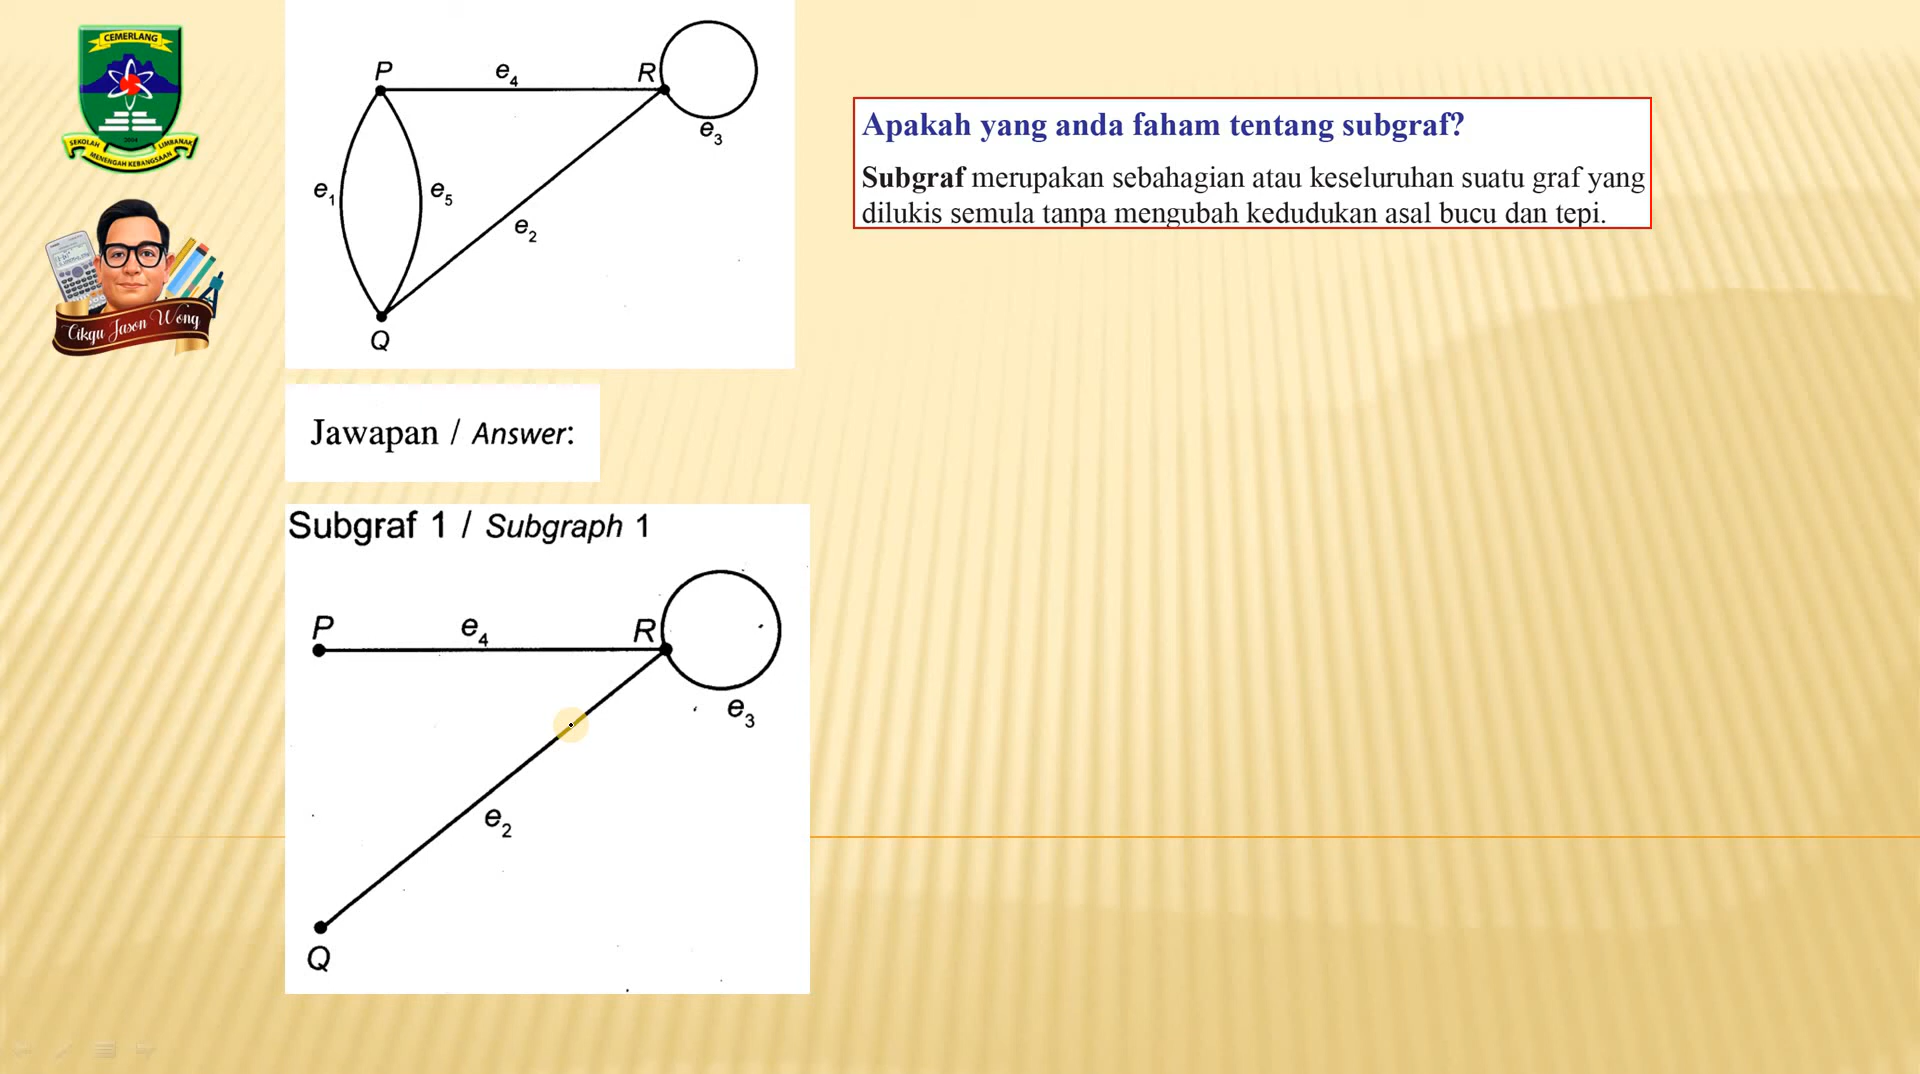 CEMERLANG
2004
SEKOLAH
MENENGAH KEBANGSAAN
LIMBANAK
Cikgu Jason Wong
P
e4
R
e3
e1
e5
e2
Q
Apakah yang anda faham tentang subgraf?
Subgraf merupakan sebahagian atau keseluruhan suatu graf yang
dilukis semula tanpa mengubah kedudukan asal bucu dan tepi.
Jawapan / Answer:
Subgraf 1 / Subgraph 1
P
e4
R
e3
e2
Q